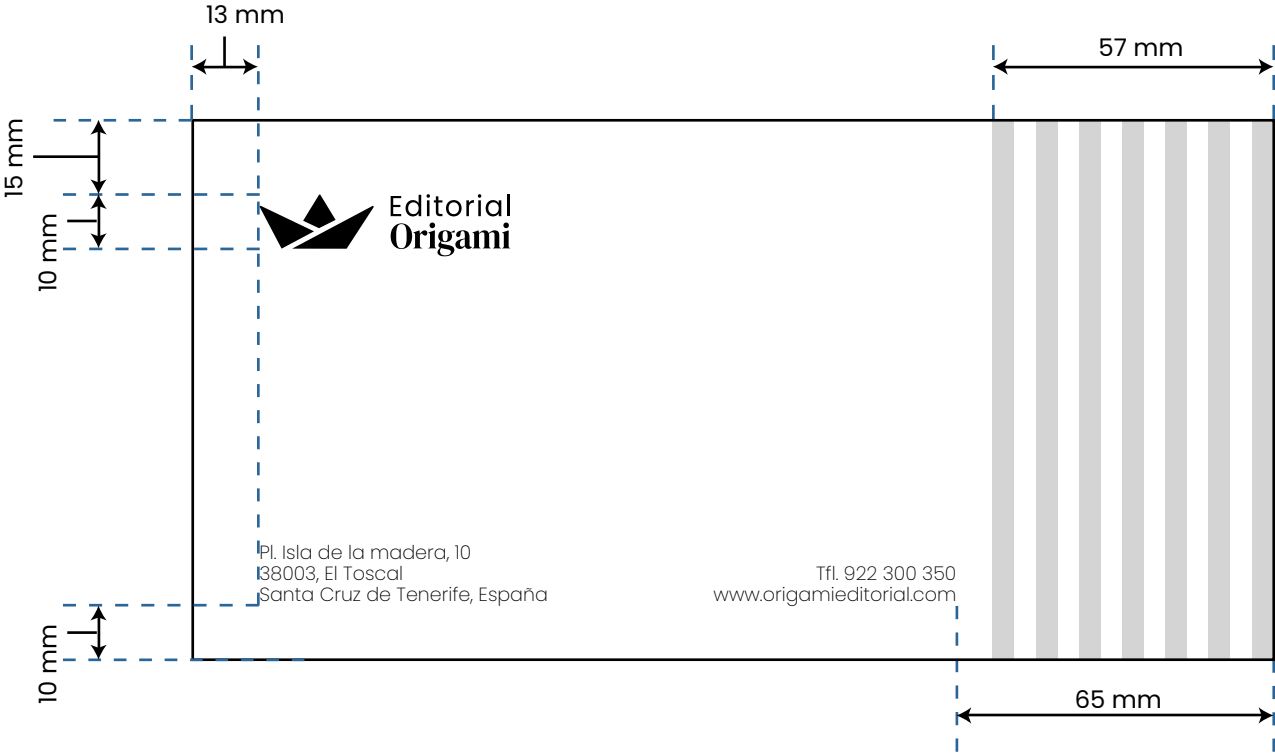 13 mm
57 mm
15 mm
10 mm
Editorial
Origami
Pl. Isla de la madera, 10
38003, El Toscal
Santa Cruz de Tenerife, España
Tfl. 922 300 350
www.origamieditorial.com
10 mm
65 mm